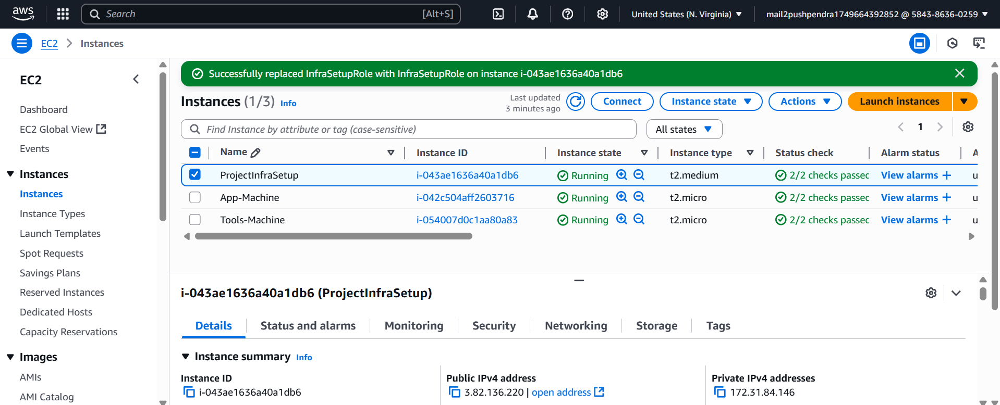 aws
Search [Alt+S] United States (N. Virginia) mail2pushpendra1749664392852 @ 5843-8636-0259
EC2 Instances
EC2
Dashboard
EC2 Global View
Events
Instances
Instances
Instance Types
Launch Templates
Spot Requests
Savings Plans
Reserved Instances
Dedicated Hosts
Capacity Reservations
Images
AMIs
AMI Catalog
Successfully replaced InfraSetupRole with InfraSetupRole on instance i-043ae1636a40a1db6
Instances (1/3) Info
Last updated
3 minutes ago
Connect Instance state Actions Launch instances
Find Instance by attribute or tag (case-sensitive) All states 1
Name Instance ID Instance state Instance type Status check Alarm status A
ProjectInfraSetup i-043ae1636a40a1db6 Running t2.medium 2/2 checks passec View alarms + u
App-Machine i-042c504aff2603716 Running t2.micro 2/2 checks passec View alarms + u
Tools-Machine i-054007d0c1aa80a83 Running t2.micro 2/2 checks passec View alarms + u
i-043ae1636a40a1db6 (ProjectInfraSetup)
Details Status and alarms Monitoring Security Networking Storage Tags
Instance summary Info
Instance ID
i-043ae1636a40a1db6
Public IPv4 address
3.82.136.220 | open address
Private IPv4 addresses
172.31.84.146